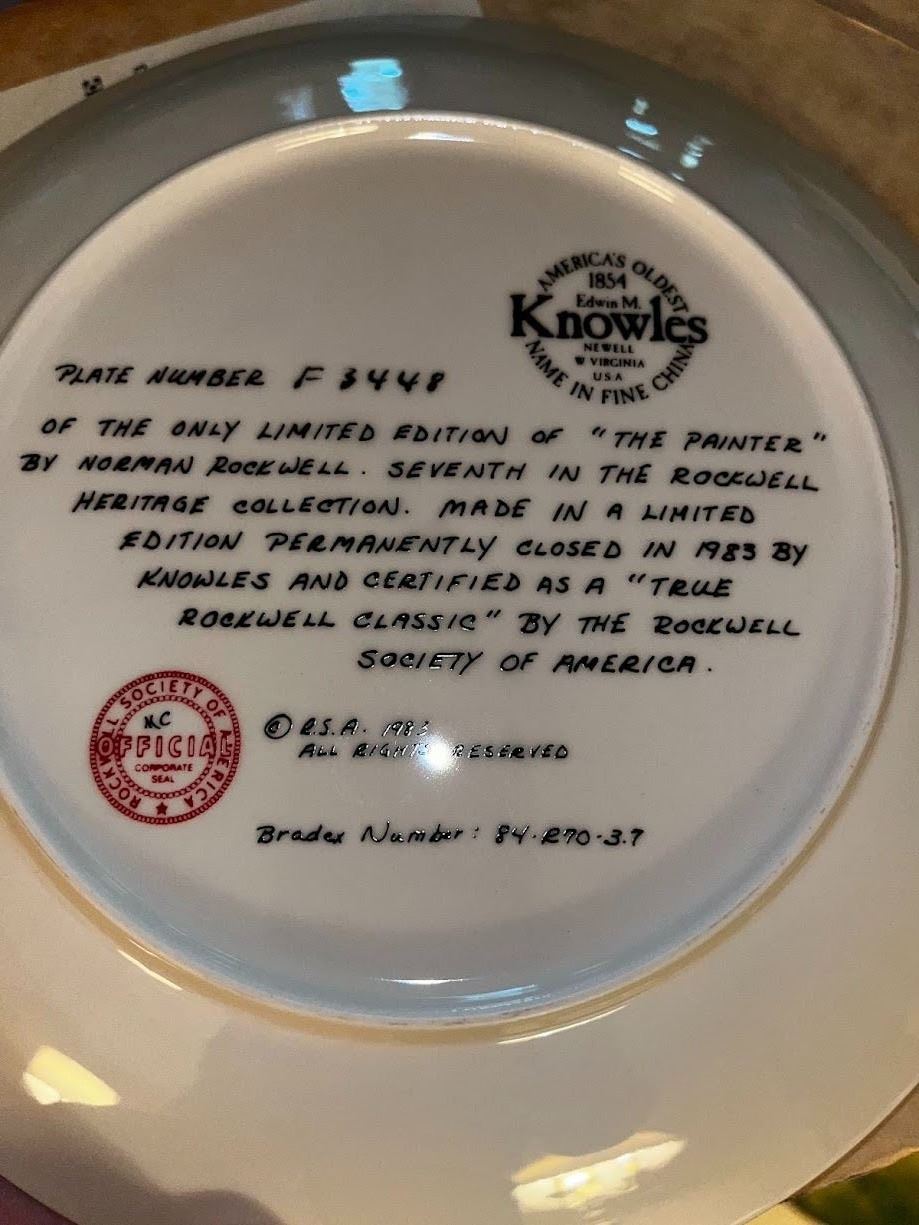 AMERICA'S OLDEST
1854
Edwin M.
Knowles
NEWELL
W VIRGINIA
USA
NAME IN FINE CHINA
PLATE NUMBER F 3448
OF THE ONLY LIMITED EDITION OF "THE PAINTER"
BY NORMAN ROCKWELL. SEVENTH IN THE ROCKWELL
HERITAGE COLLECTION. MADE IN A LIMITED
EDITION PERMANENTLY CLOSED IN 1983 BY
KNOWLES AND CERTIFIED AS A "TRUE
ROCKWELL CLASSIC" BY THE ROCKWELL
SOCIETY OF AMERICA.
ROCKWELL SOCIETY OF AMERICA
MC
OFFICIAL
CORPORATE
SEAL
© R.S.A. 1983
ALL RIGHTS RESERVED
Bradex Number: 84-R70-3.7